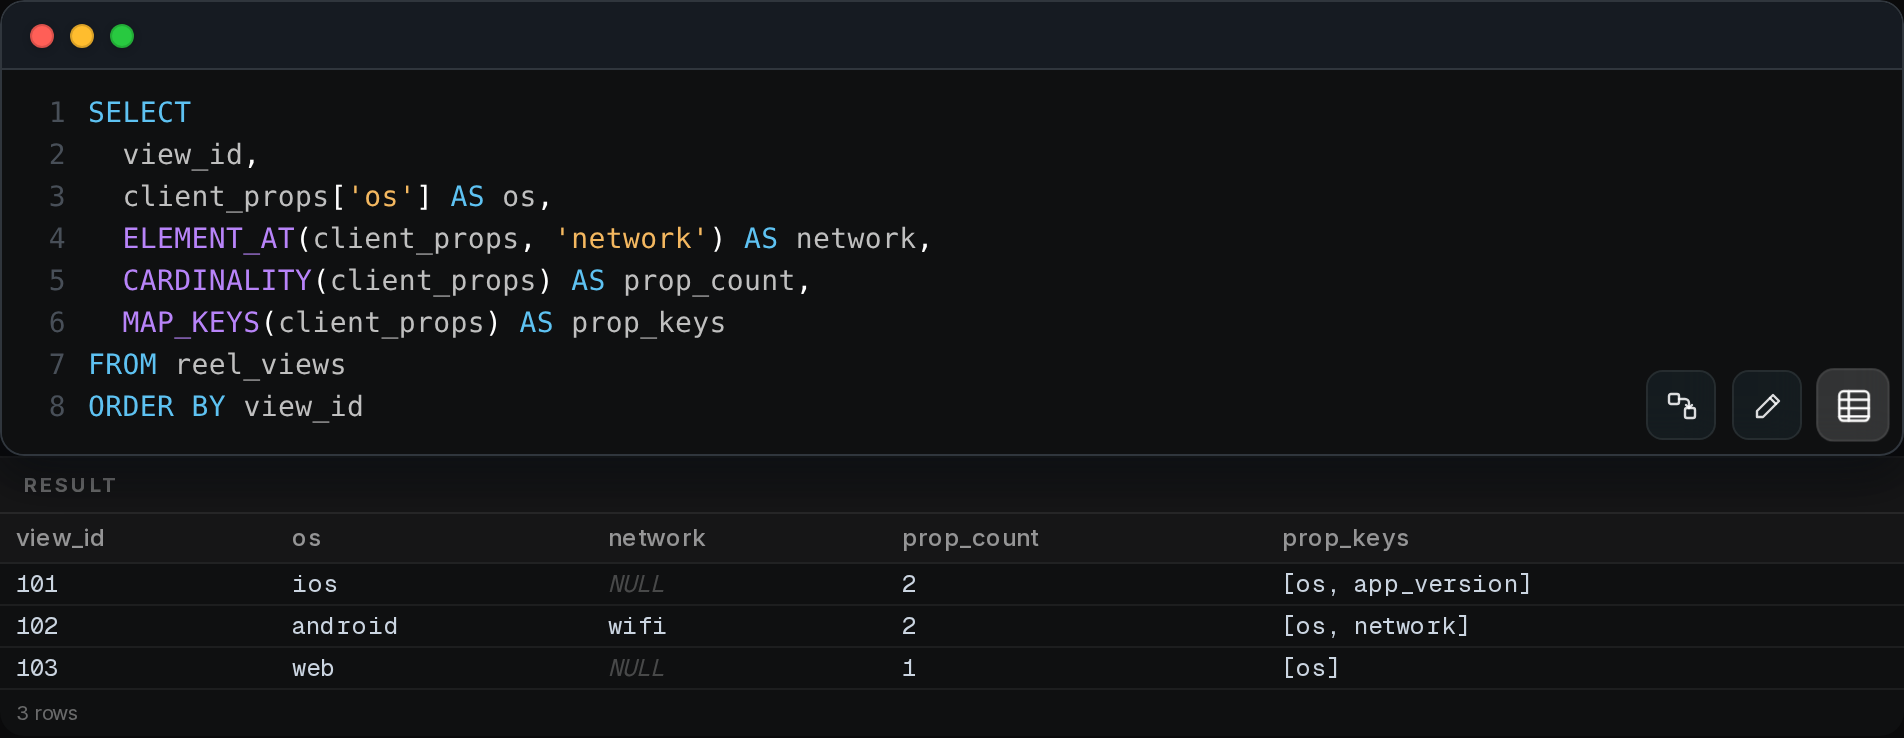 1 SELECT
2   view_id,
3   client_props['os'] AS os,
4   ELEMENT_AT(client_props, 'network') AS network,
5   CARDINALITY(client_props) AS prop_count,
6   MAP_KEYS(client_props) AS prop_keys
7 FROM reel_views
8 ORDER BY view_id
RESULT
view_id os network prop_count prop_keys
101 ios NULL 2 [os, app_version]
102 android wifi 2 [os, network]
103 web NULL 1 [os]
3 rows